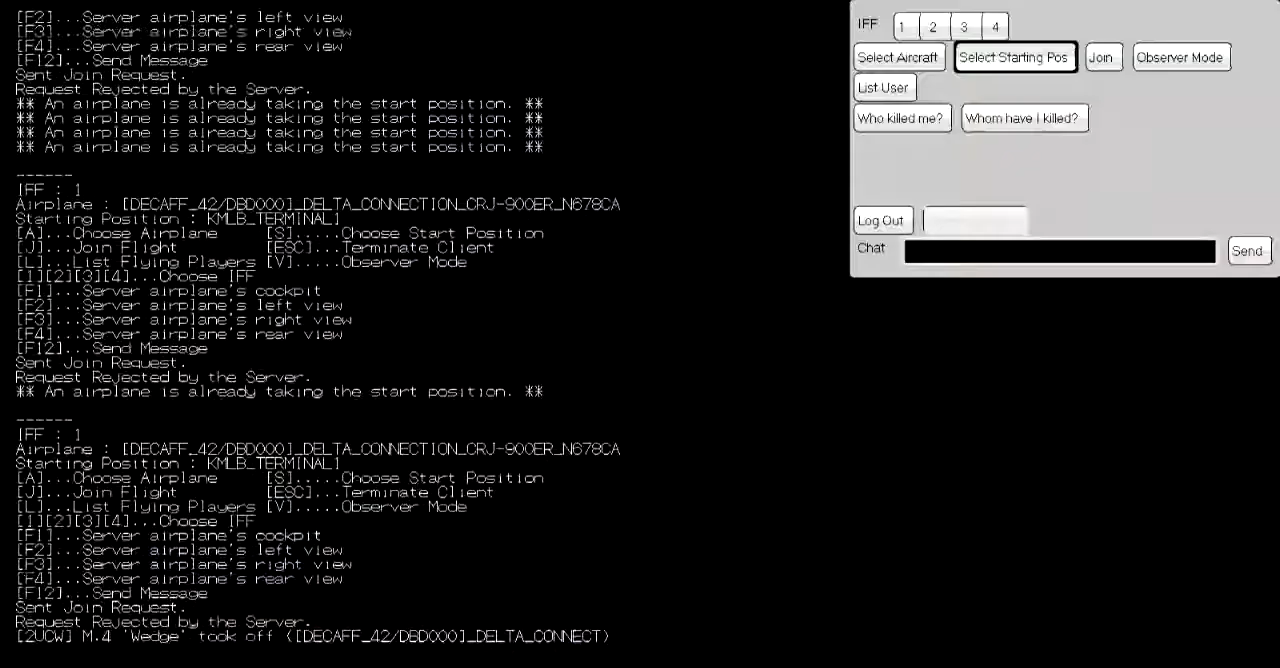 [F2]...Server airplane's left view
[F3]...Server airplane's right view
[F4]...Server airplane's rear view
[F12]...Send Message
Sent Join Request.
Request Rejected by the Server.
** An airplane is already taking the start position. **
** An airplane is already taking the start position. **
** An airplane is already taking the start position. **
** An airplane is already taking the start position. **
------
IFF : 1
Airplane : [DECAFF_42/DBD000]_DELTA_CONNECTION_CRJ-900ER_N678CA
Starting Position : KMLB_TERMINAL1
[A]...Choose Airplane [S].....Choose Start Position
[J]...Join Flight [ESC]...Terminate Client
[L]...List Flying Players [V].....Observer Mode
[1][2][3][4]...Choose IFF
[F1]...Server airplane's cockpit
[F2]...Server airplane's left view
[F3]...Server airplane's right view
[F4]...Server airplane's rear view
[F12]...Send Message
Sent Join Request.
Request Rejected by the Server.
** An airplane is already taking the start position. **
------
IFF : 1
Airplane : [DECAFF_42/DBD000]_DELTA_CONNECTION_CRJ-900ER_N678CA
Starting Position : KMLB_TERMINAL1
[A]...Choose Airplane [S].....Choose Start Position
[J]...Join Flight [ESC]...Terminate Client
[L]...List Flying Players [V].....Observer Mode
[1][2][3][4]...Choose IFF
[F1]...Server airplane's cockpit
[F2]...Server airplane's left view
[F3]...Server airplane's right view
[F4]...Server airplane's rear view
[F12]...Send Message
Sent Join Request.
Request Rejected by the Server.
[2UCW] M.4 'Wedge' took off ([DECAFF_42/DBD000]_DELTA_CONNECT)
IFF 1 2 3 4
Select Aircraft Select Starting Pos Join Observer Mode
List User
Who killed me? Whom have I killed?
Log Out
Chat Send